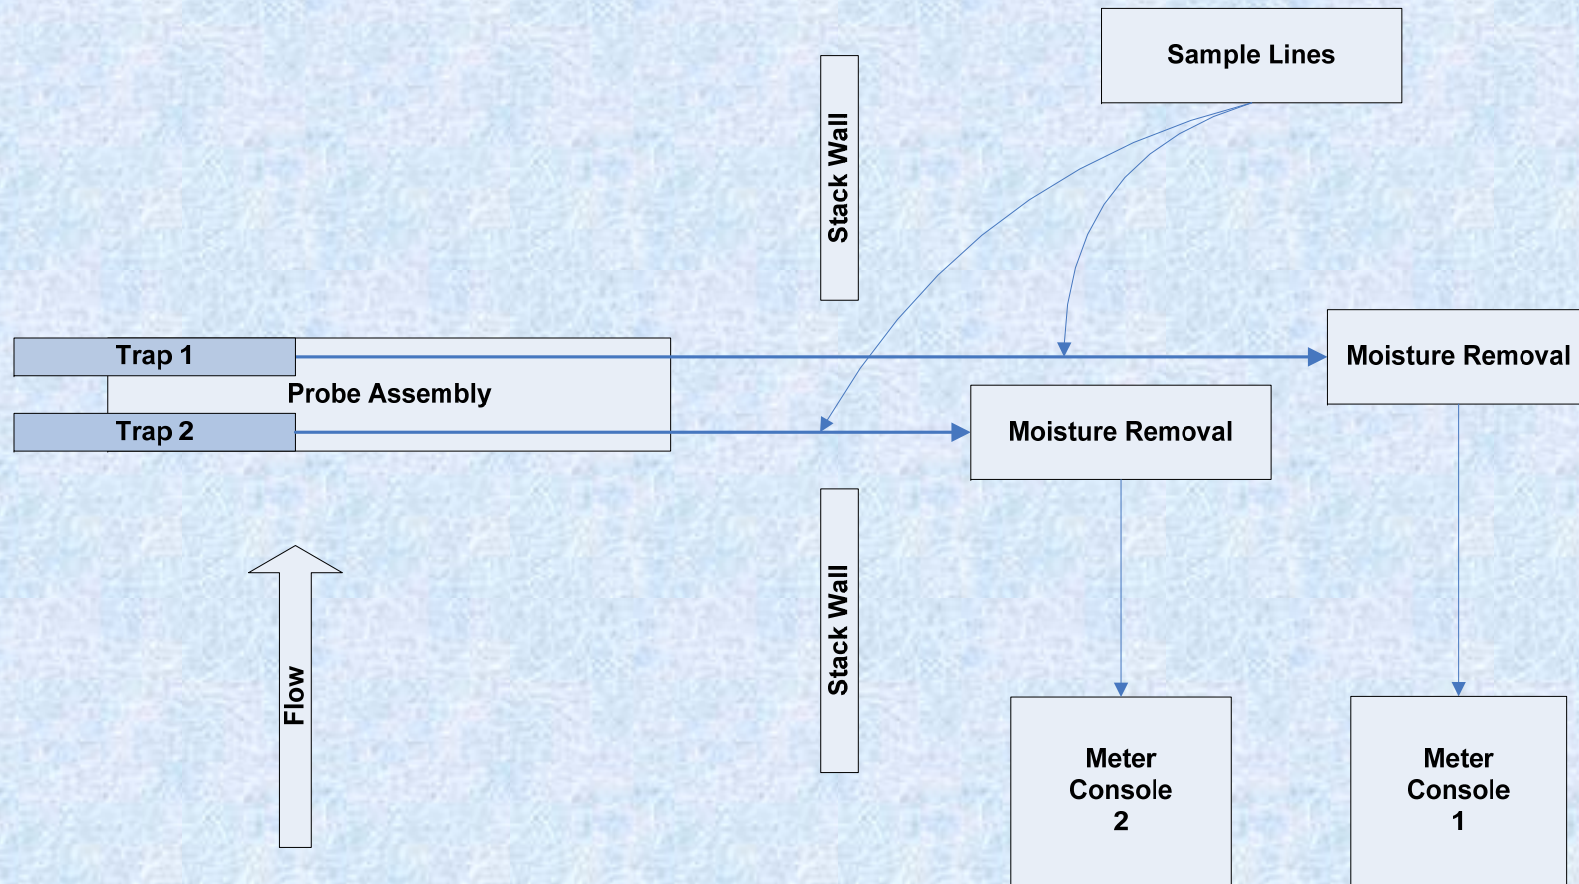 Sample Lines
Stack Wall
Trap 1
Moisture Removal
Probe Assembly
Trap 2
Moisture Removal
Stack Wall
Flow
Meter
Console
2
Meter
Console
1